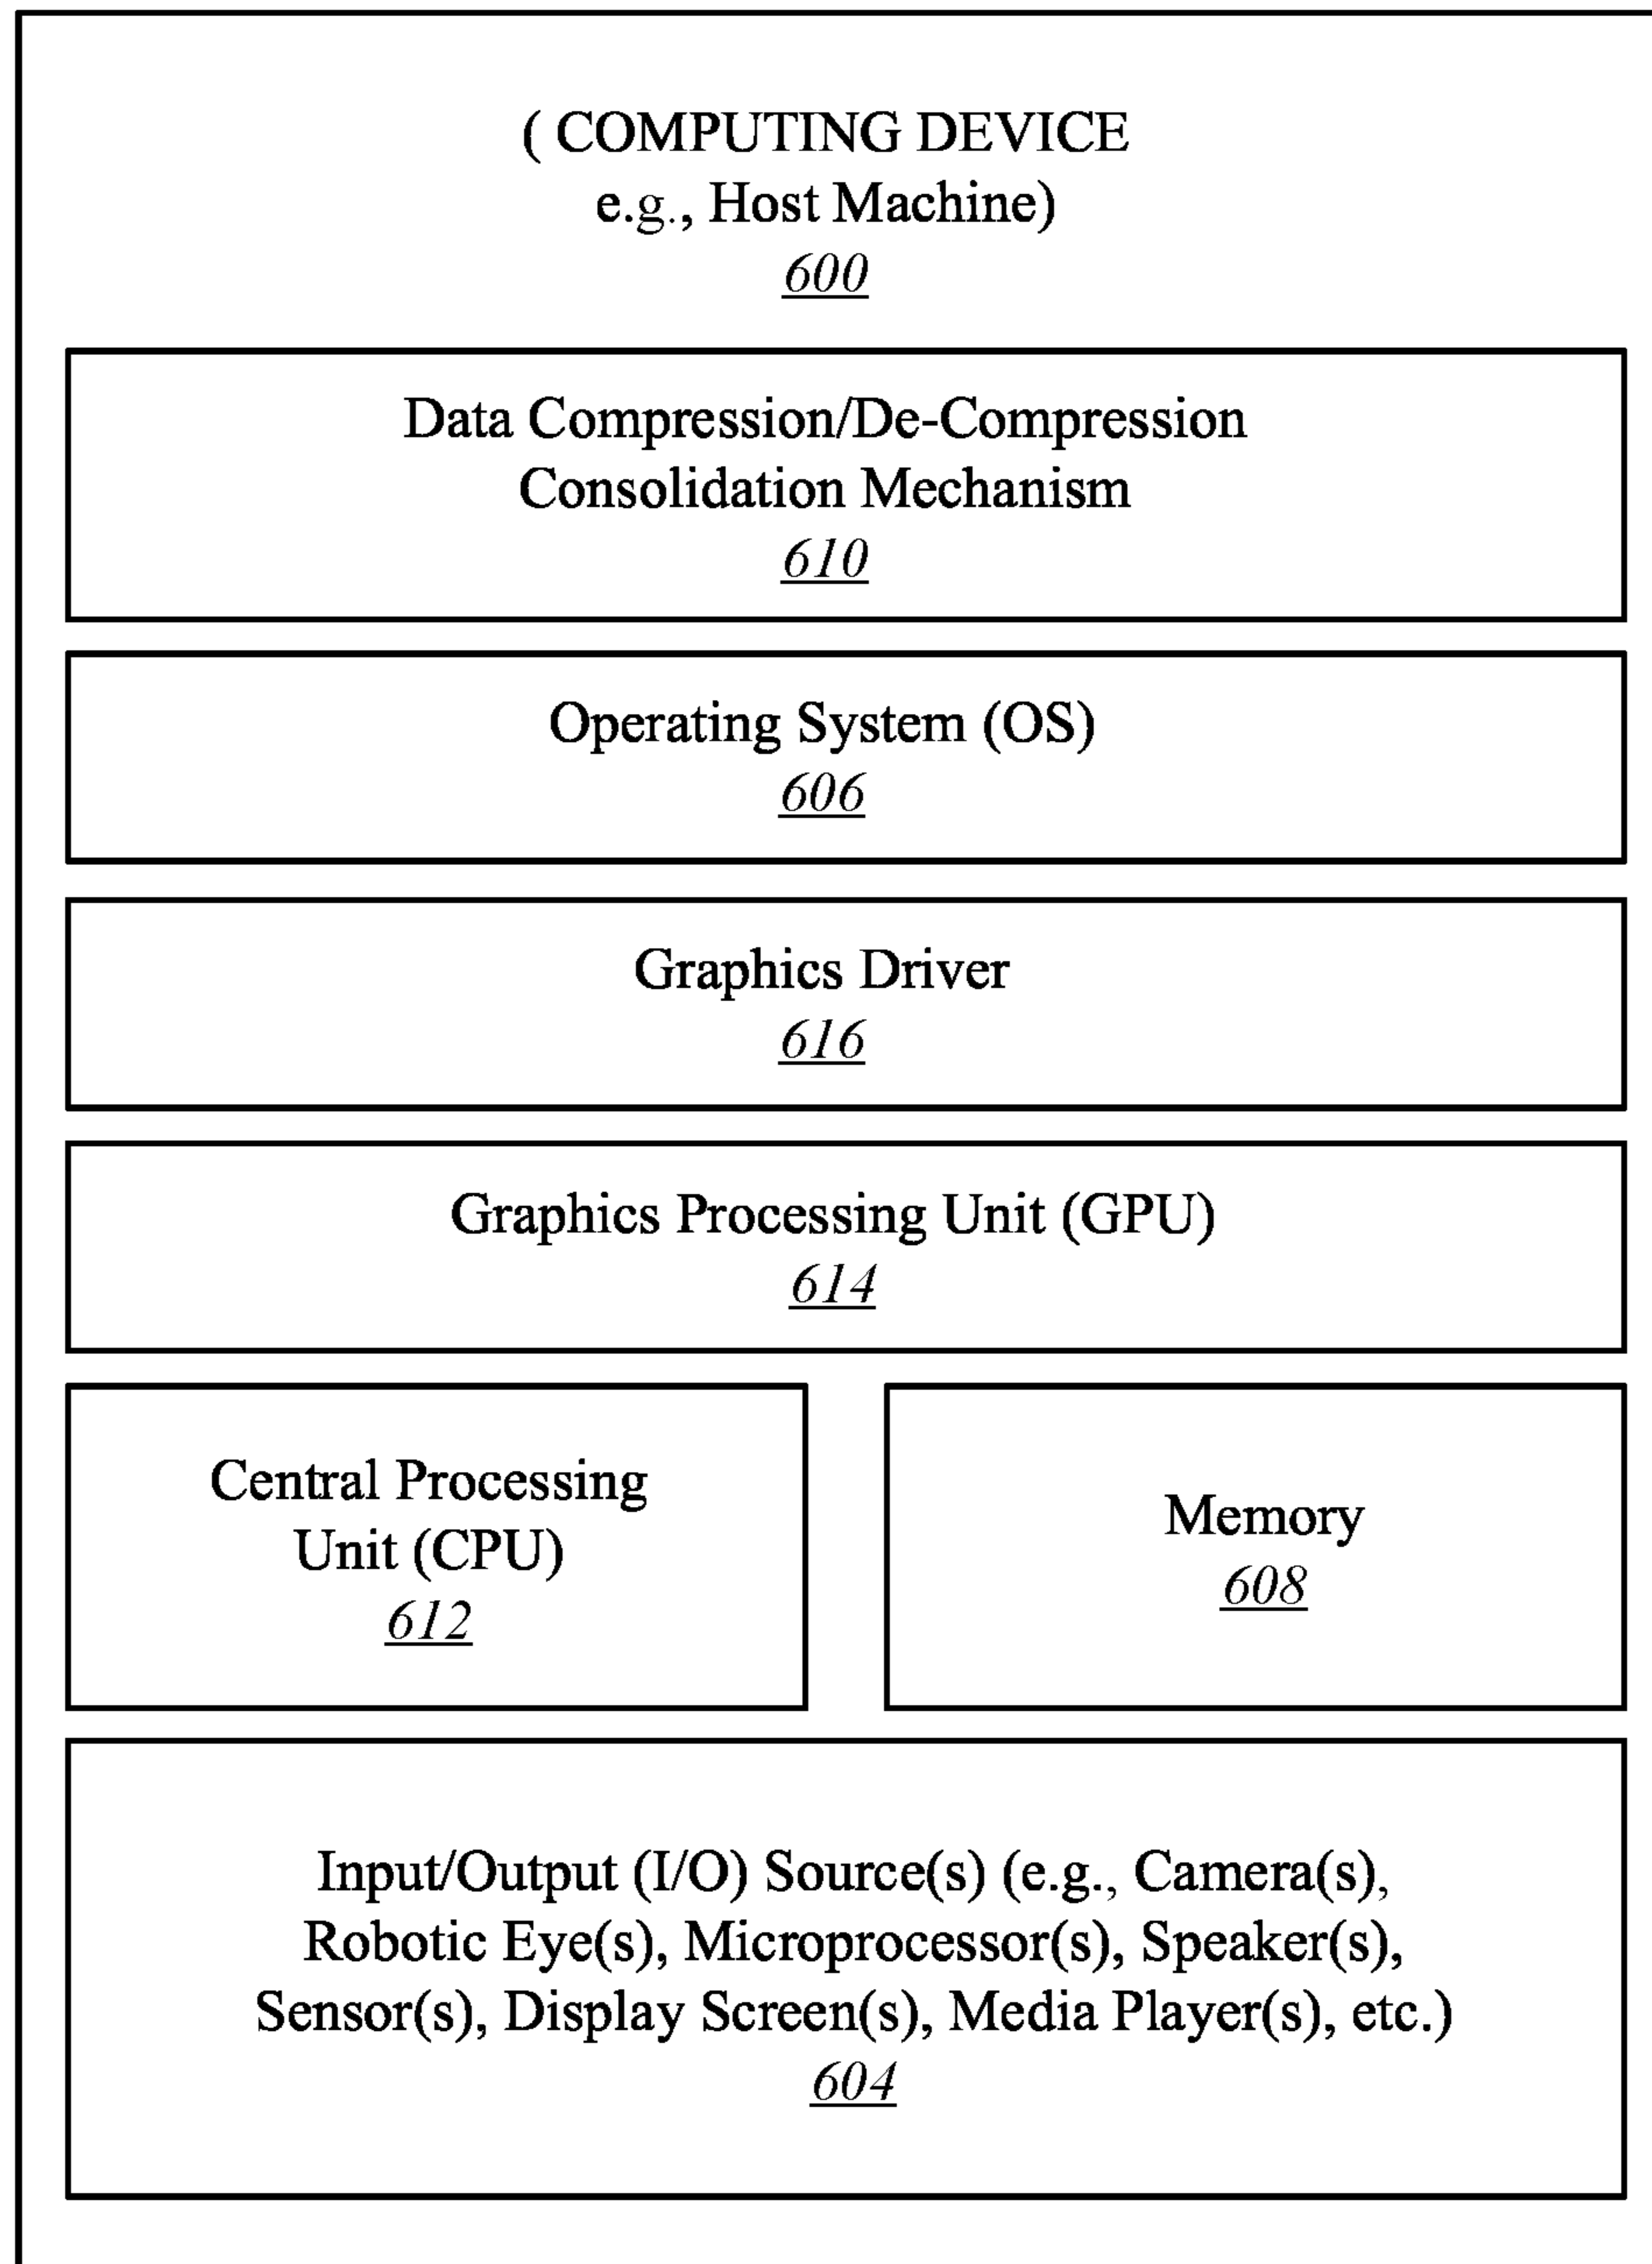 ( COMPUTING DEVICE
e.g., Host Machine)
600
Data Compression/De-Compression
Consolidation Mechanism
610
Operating System (OS)
606
Graphics Driver
616
Graphics Processing Unit (GPU)
614
Central Processing
Unit (CPU)
612
Memory
608
Input/Output (I/O) Source(s) (e.g., Camera(s),
Robotic Eye(s), Microprocessor(s), Speaker(s),
Sensor(s), Display Screen(s), Media Player(s), etc.)
604